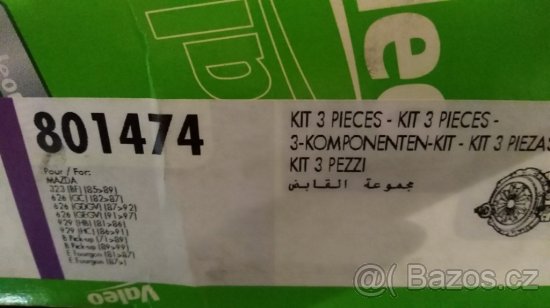 Valeo
801474
KIT 3 PIECES - KIT 3 PIECES -
3-KOMPONENTEN-KIT - KIT 3 PIEZAS
KIT 3 PEZZI
مجموعة القابض
Pour / For:
MAZDA
323 (BF) (85>89)
626 (GC) (82>87)
626 (GD/GV) (87>92)
626 (GE/GV) (91>97)
929 (HB) (81>86)
929 (HC) (86>91)
B Pick-up (71>89)
B Pick-up (89>99)
E Fourgon (81>87)
E Fourgon (87>)
Valeo
Bazos.cz